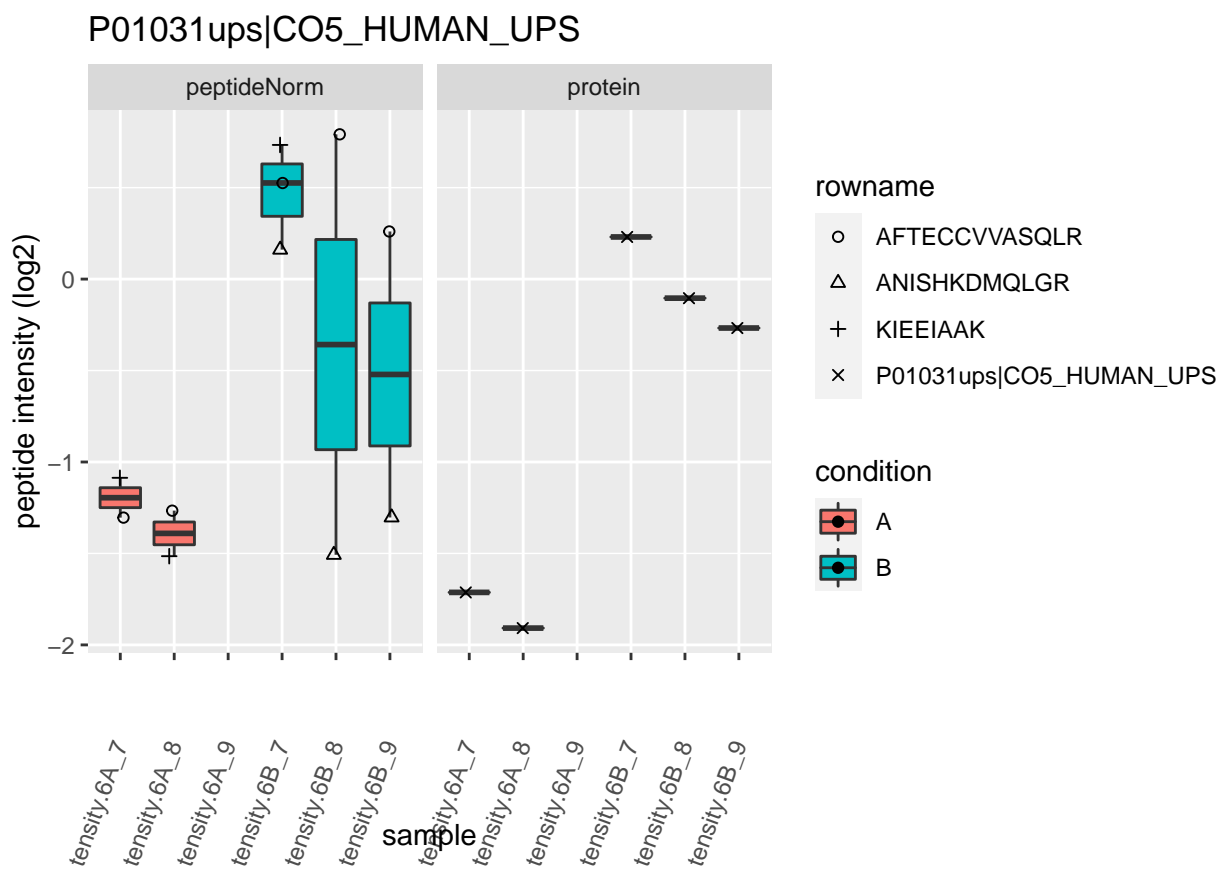 P01031ups|CO5_HUMAN_UPS
peptideNorm
protein
peptide intensity (log2)
0
−1
−2
tensity.6A_7
tensity.6A_8
tensity.6A_9
tensity.6B_7
tensity.6B_8
tensity.6B_9
tensity.6A_7
tensity.6A_8
tensity.6A_9
tensity.6B_7
tensity.6B_8
tensity.6B_9
sample
rowname
AFTECCVVASQLR
ANISHKDMQLGR
KIEEIAAK
P01031ups|CO5_HUMAN_UPS
condition
A
B